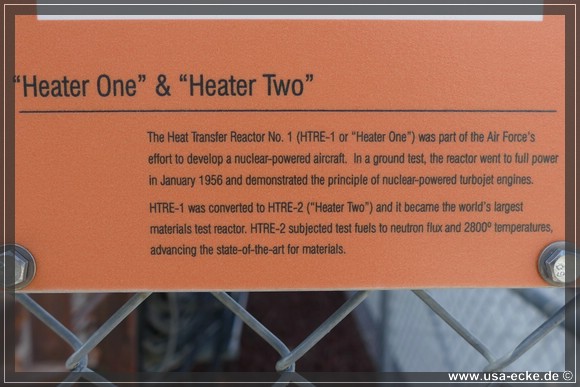 "Heater One" & "Heater Two"
The Heat Transfer Reactor No. 1 (HTRE-1 or "Heater One") was part of the Air Force's
effort to develop a nuclear-powered aircraft. In a ground test, the reactor went to full power
in January 1956 and demonstrated the principle of nuclear-powered turbojet engines.
HTRE-1 was converted to HTRE-2 ("Heater Two") and it became the world's largest
materials test reactor. HTRE-2 subjected test fuels to neutron flux and 2800º temperatures,
advancing the state-of-the-art for materials.
www.usa-ecke.de ©